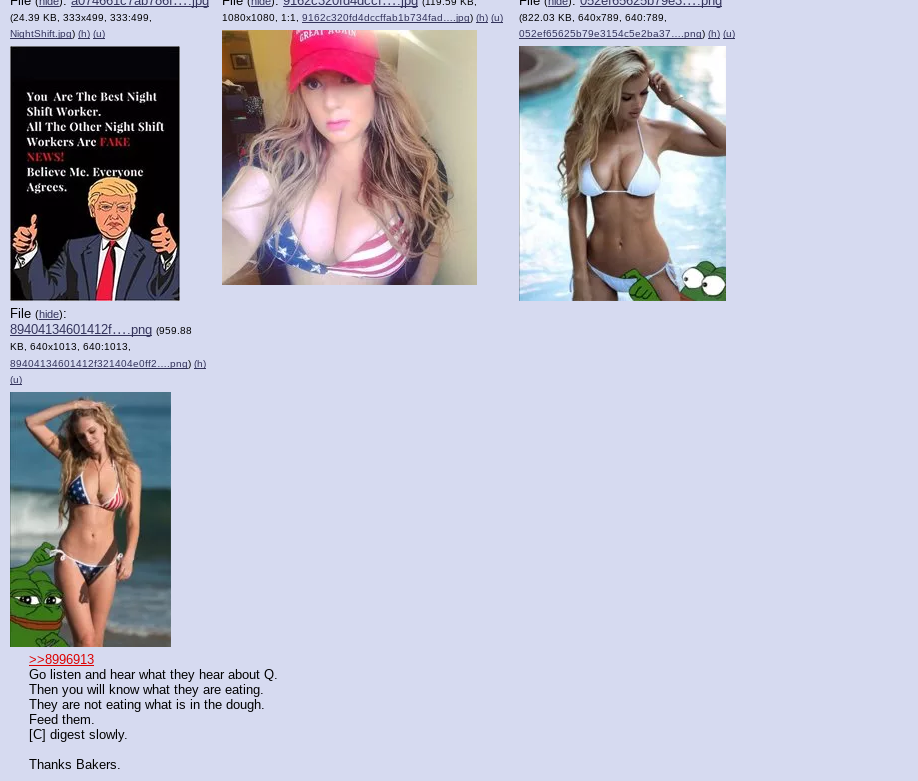 File (hide): a074661c7ab786f….jpg
(24.39 KB, 333x499, 333:499,
NightShift.jpg) (h) (u)
You Are The Best Night
Shift Worker.
All The Other Night Shift
Workers Are FAKE
NEWS!
Believe Me. Everyone
Agrees.
File (hide): 9162c320fd4dccf….jpg (119.59 KB,
1080x1080, 1:1, 9162c320fd4dccffab1b734fad….jpg) (h) (u)
GREAT AGAIN
File (hide): 052ef65625b79e3….png
(822.03 KB, 640x789, 640:789,
052ef65625b79e3154c5e2ba37….png) (h) (u)
File (hide):
89404134601412f….png (959.88
KB, 640x1013, 640:1013,
89404134601412f321404e0ff2….png) (h)
(u)
>>8996913
Go listen and hear what they hear about Q.
Then you will know what they are eating.
They are not eating what is in the dough.
Feed them.
[C] digest slowly.
Thanks Bakers.